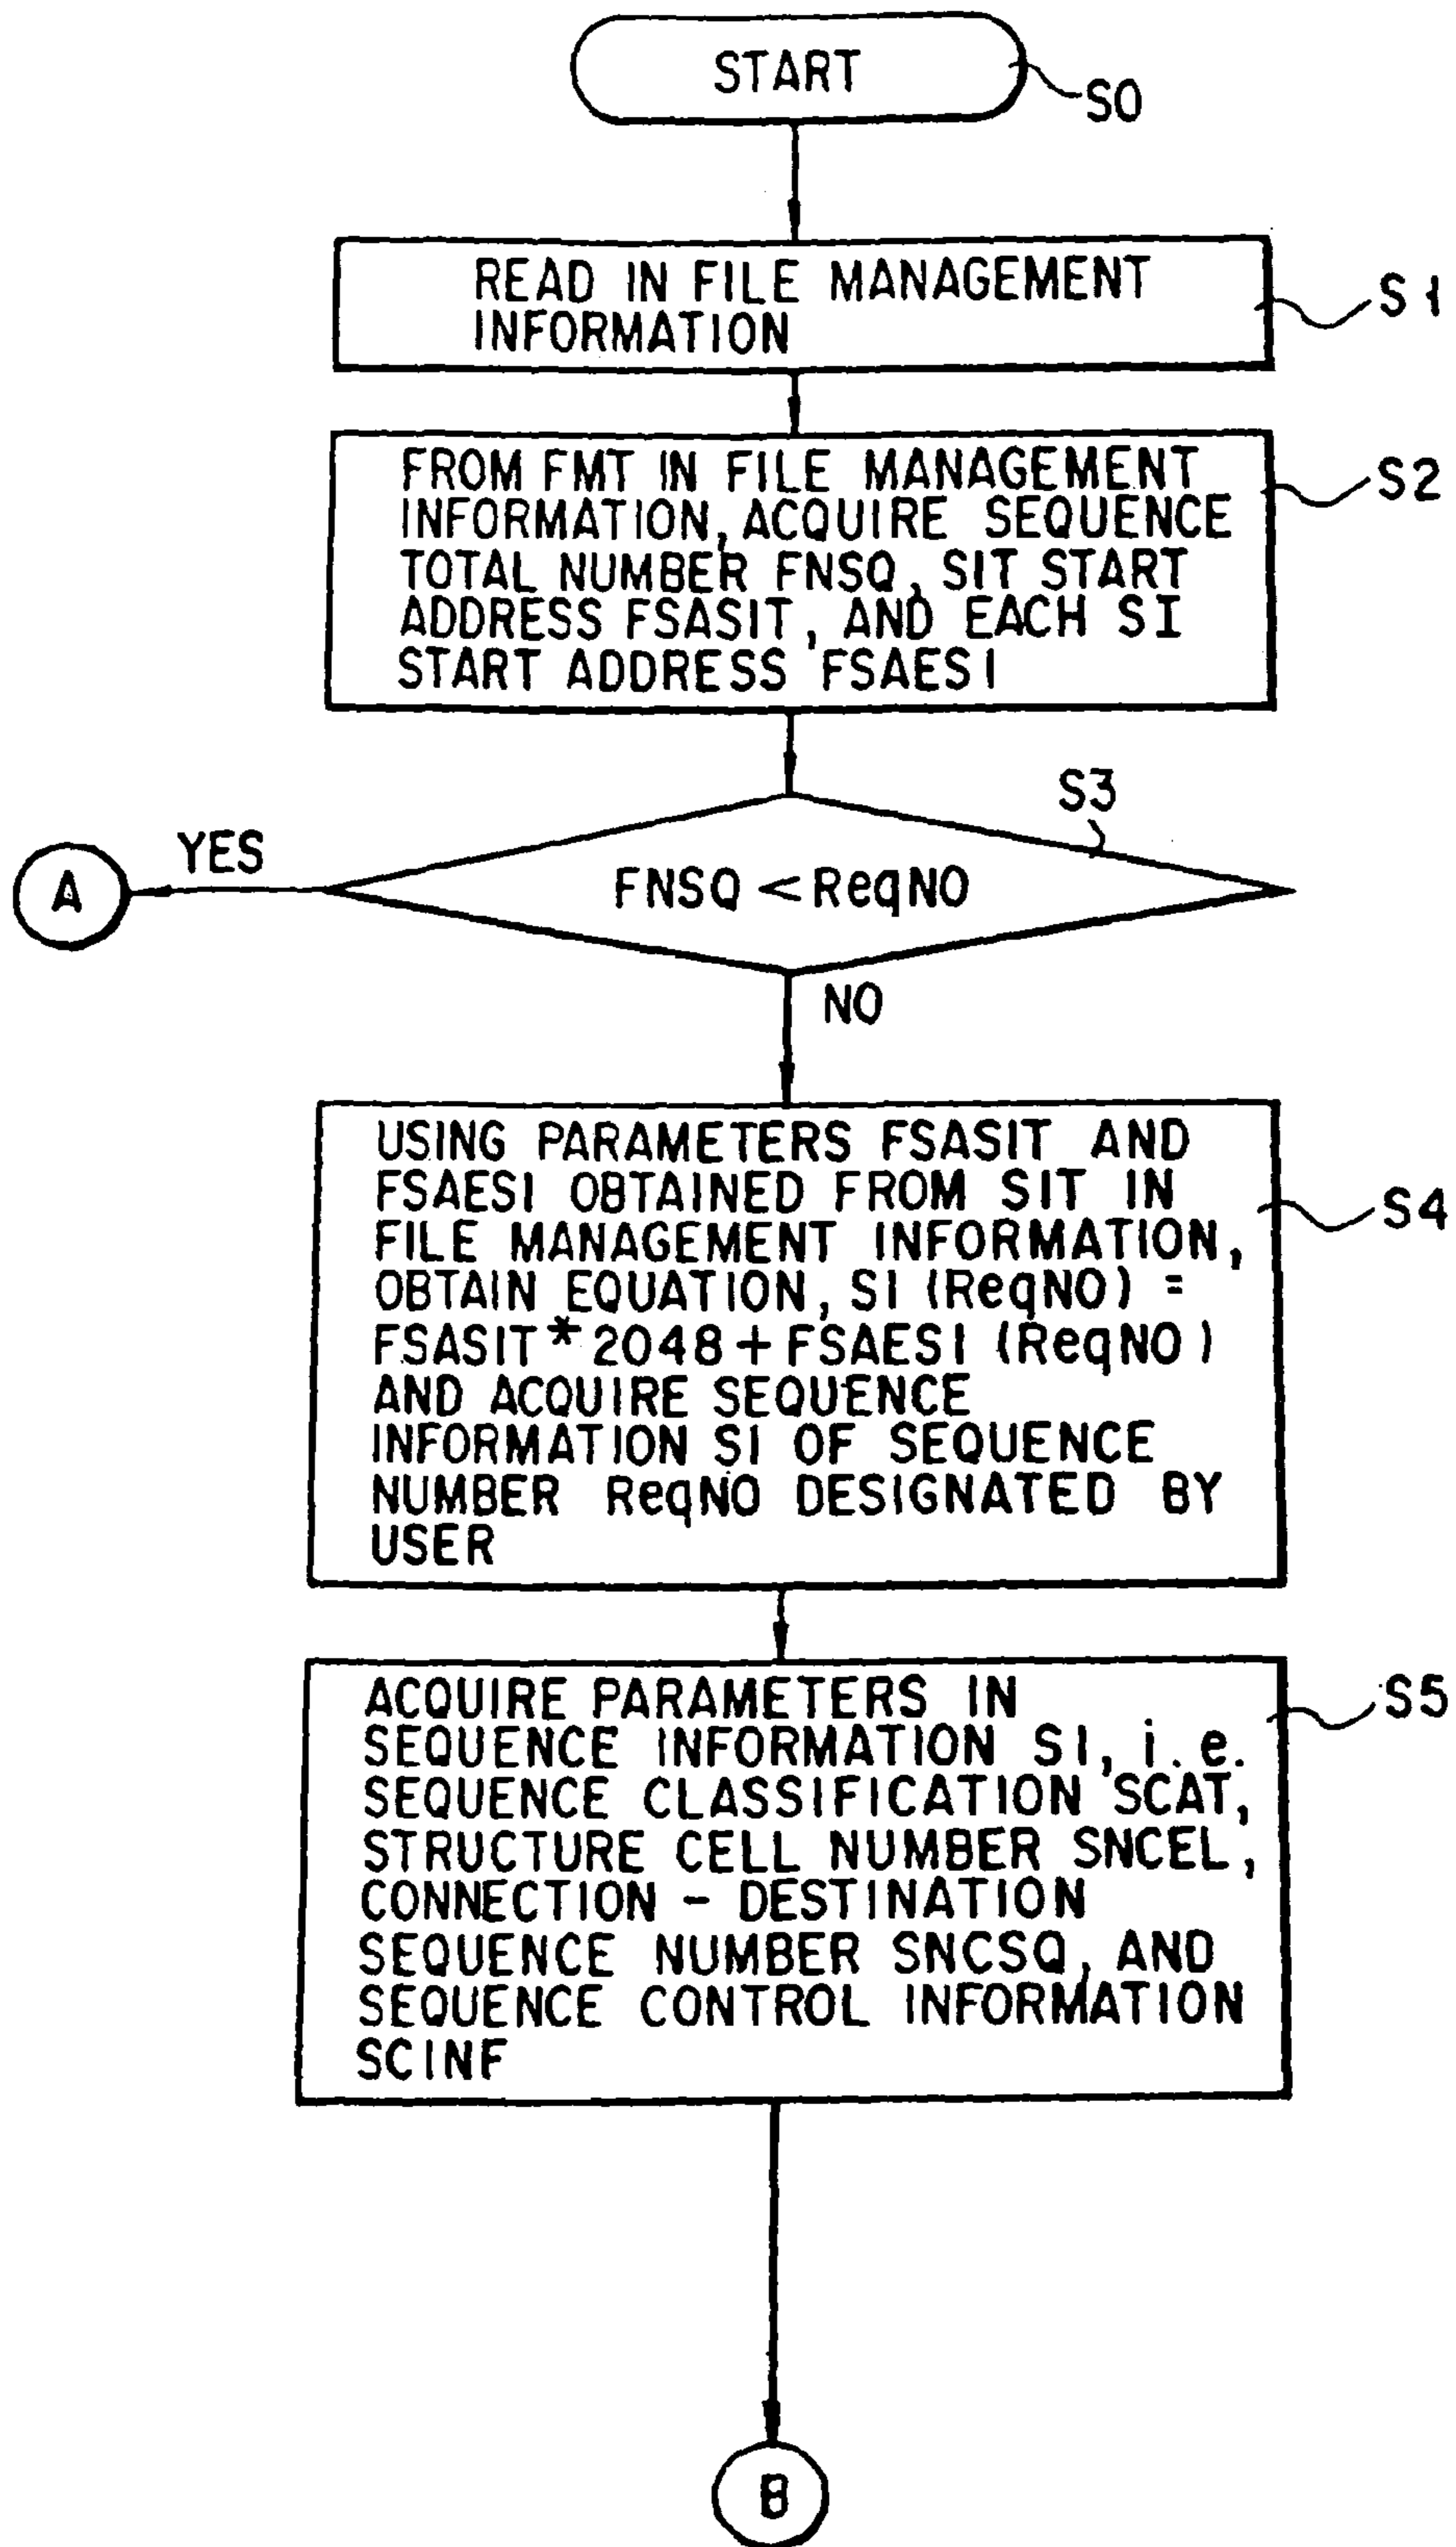 START
S0
READ IN FILE MANAGEMENT
INFORMATION
S1
FROM FMT IN FILE MANAGEMENT
INFORMATION, ACQUIRE SEQUENCE
TOTAL NUMBER FNSQ, SIT START
ADDRESS FSASIT, AND EACH SI
START ADDRESS FSAESI
S2
S3
FNSQ < ReqNO
YES
A
NO
USING PARAMETERS FSASIT AND
FSAESI OBTAINED FROM SIT IN
FILE MANAGEMENT INFORMATION,
OBTAIN EQUATION, SI (ReqNO) =
FSASIT * 2048 + FSAESI (ReqNO)
AND ACQUIRE SEQUENCE
INFORMATION SI OF SEQUENCE
NUMBER ReqNO DESIGNATED BY
USER
S4
ACQUIRE PARAMETERS IN
SEQUENCE INFORMATION SI, i.e.
SEQUENCE CLASSIFICATION SCAT,
STRUCTURE CELL NUMBER SNCEL,
CONNECTION - DESTINATION
SEQUENCE NUMBER SNCSQ, AND
SEQUENCE CONTROL INFORMATION
SCINF
S5
B